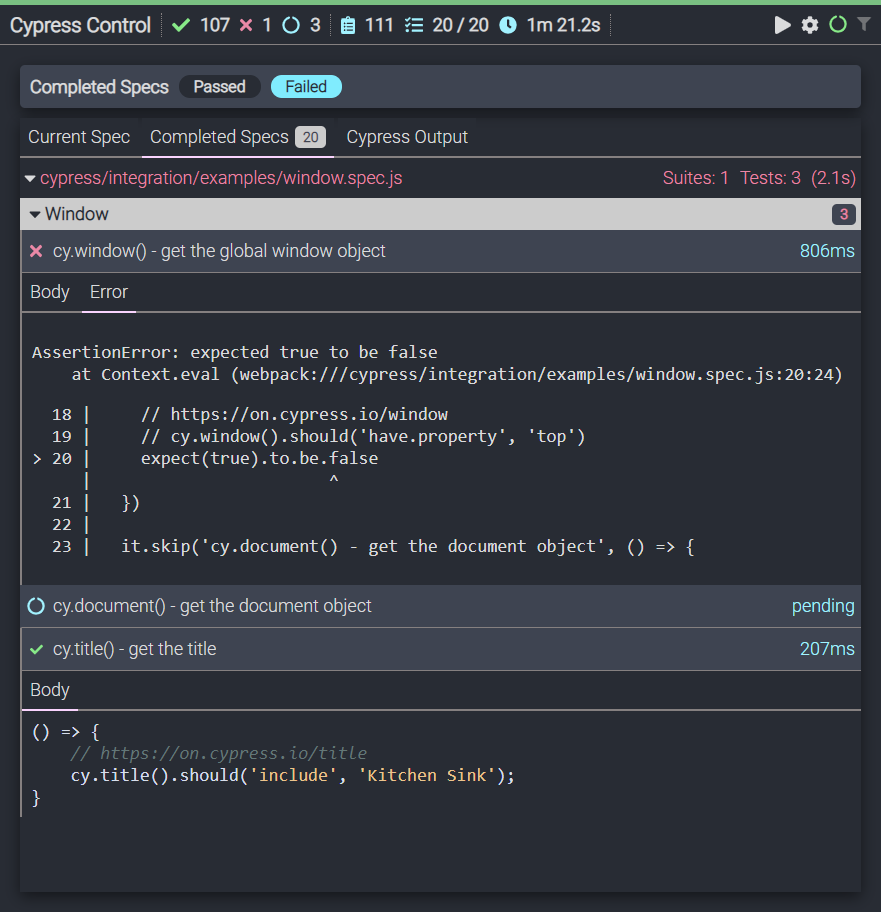 Cypress Control 107 1 3 111 20 / 20 1m 21.2s
Completed Specs Passed Failed
Current Spec Completed Specs 20 Cypress Output
cypress/integration/examples/window.spec.js Suites: 1 Tests: 3 (2.1s)
Window 3
cy.window() - get the global window object 806ms
Body Error
AssertionError: expected true to be false
    at Context.eval (webpack:///cypress/integration/examples/window.spec.js:20:24)
  18 |     // https://on.cypress.io/window
  19 |     // cy.window().should('have.property', 'top')
> 20 |     expect(true).to.be.false
     |                        ^
  21 |   })
  22 |
  23 |   it.skip('cy.document() - get the document object', () => {
cy.document() - get the document object pending
cy.title() - get the title 207ms
Body
() => {
    // https://on.cypress.io/title
    cy.title().should('include', 'Kitchen Sink');
}